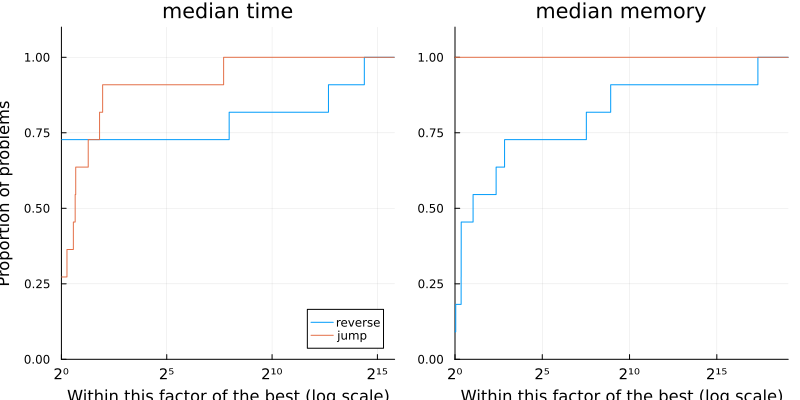 median time
median memory
Proportion of problems
1.00
0.75
0.50
0.25
0.00
reverse
jump
2⁰
2⁵
2¹⁰
2¹⁵
Within this factor of the best (log scale)
1.00
0.75
0.50
0.25
0.00
2⁰
2⁵
2¹⁰
2¹⁵
Within this factor of the best (log scale)